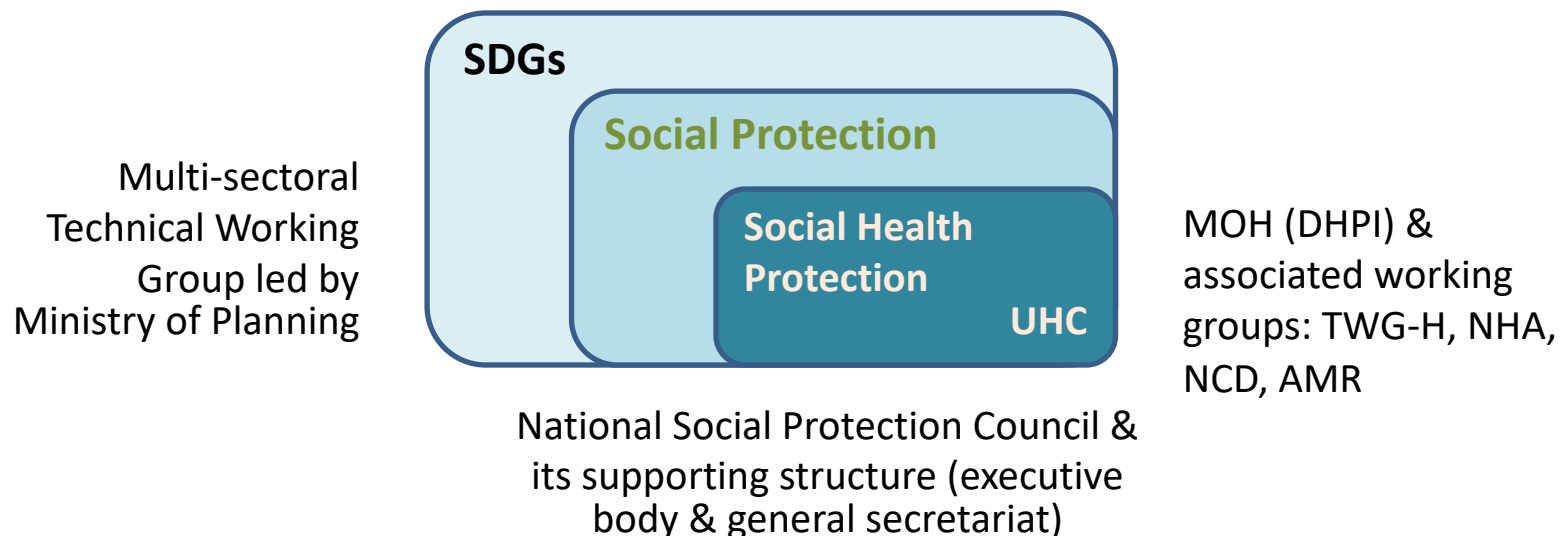 SDGs
Social Protection
Social Health
Protection
UHC
Multi-sectoral
Technical Working
Group led by
Ministry of Planning
MOH (DHPI) &
associated working
groups: TWG-H, NHA,
NCD, AMR
National Social Protection Council &
its supporting structure (executive
body & general secretariat)